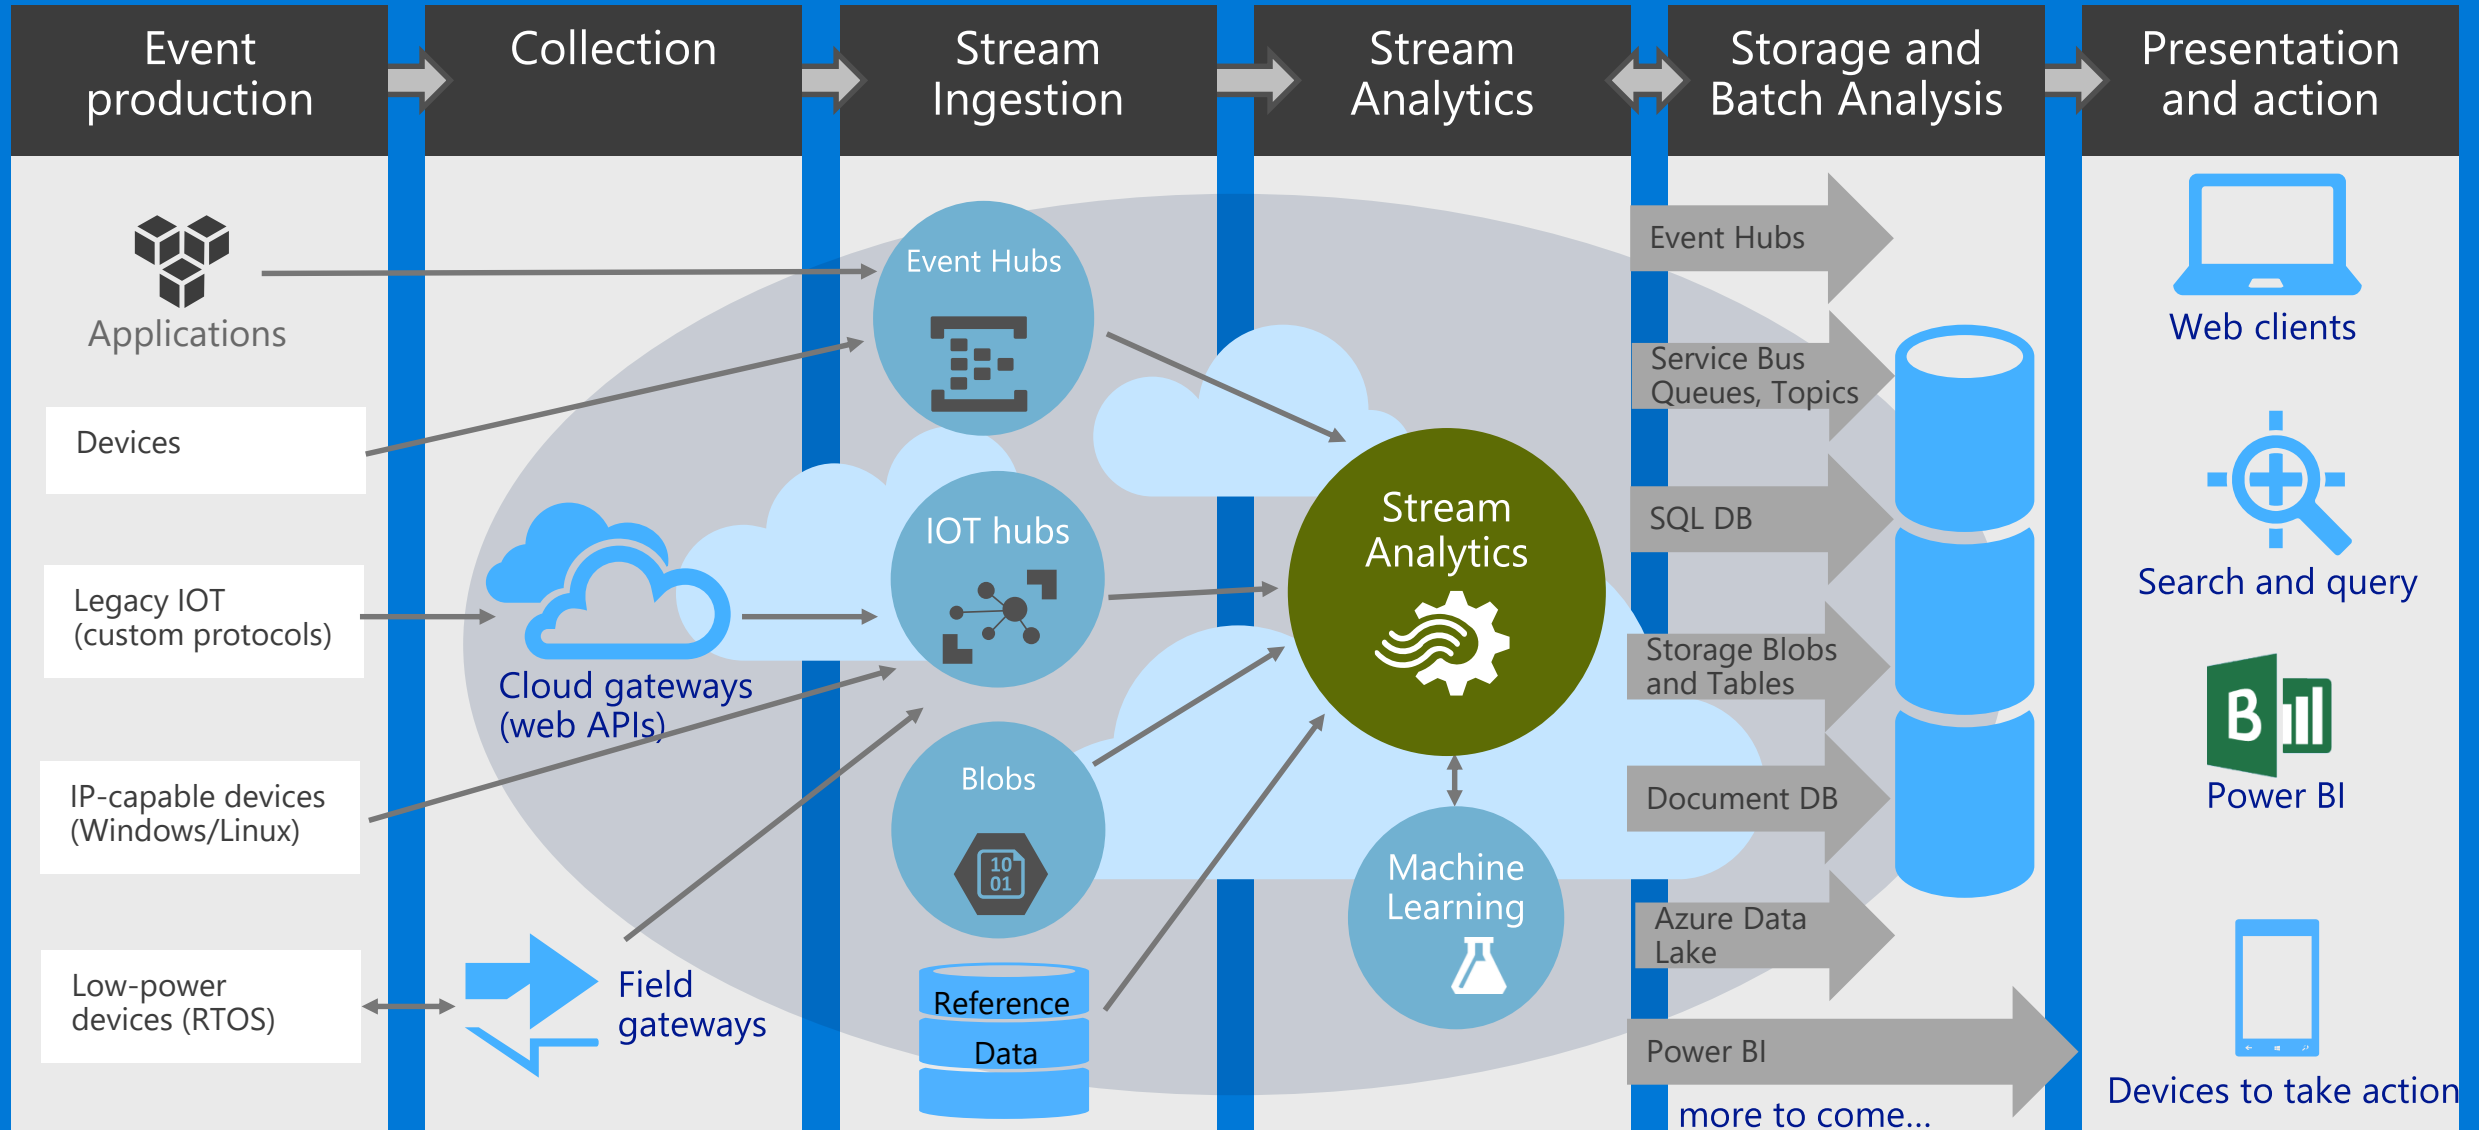 Event
production
Collection
Stream
Ingestion
Stream
Analytics
Storage and
Batch Analysis
Presentation
and action
Applications
Devices
Legacy IOT
(custom protocols)
IP-capable devices
(Windows/Linux)
Low-power
devices (RTOS)
Cloud gateways
(web APIs)
Field
gateways
Event Hubs
IOT hubs
Blobs
10
01
Reference
Data
Stream
Analytics
Machine
Learning
Event Hubs
Service Bus
Queues, Topics
SQL DB
Storage Blobs
and Tables
Document DB
Azure Data
Lake
Power BI
more to come...
Web clients
Search and query
B
Power BI
Devices to take action